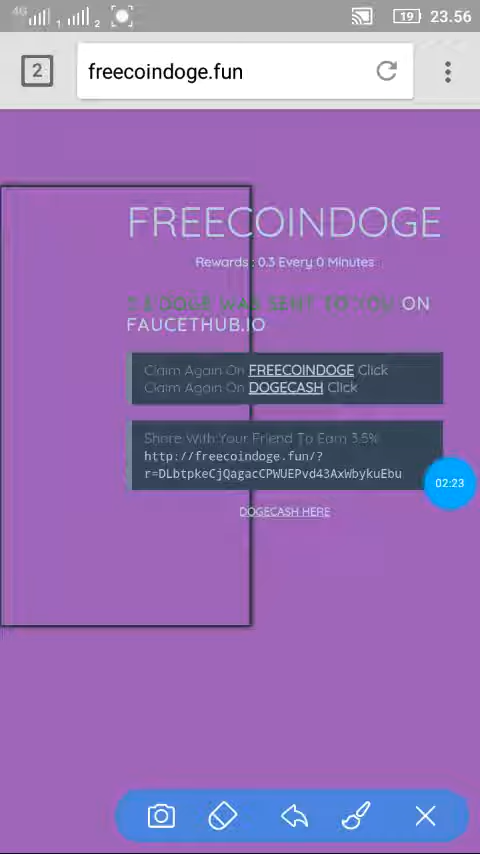 4G 1 2 19 23.56
2 freecoindoge.fun
FREECOINDOGE
Rewards : 0.3 Every 0 Minutes
DOGE WAS SENT TO YOU ON
FAUCETHUB.IO
Claim Again On FREECOINDOGE Click
Claim Again On DOGECASH Click
Share With Your Friend To Earn 3.5%
http://freecoindoge.fun/?
r=DLbtpkeCjQagacCPWUEPvd43AxWbykuEbu
02:23
DOGECASH HERE